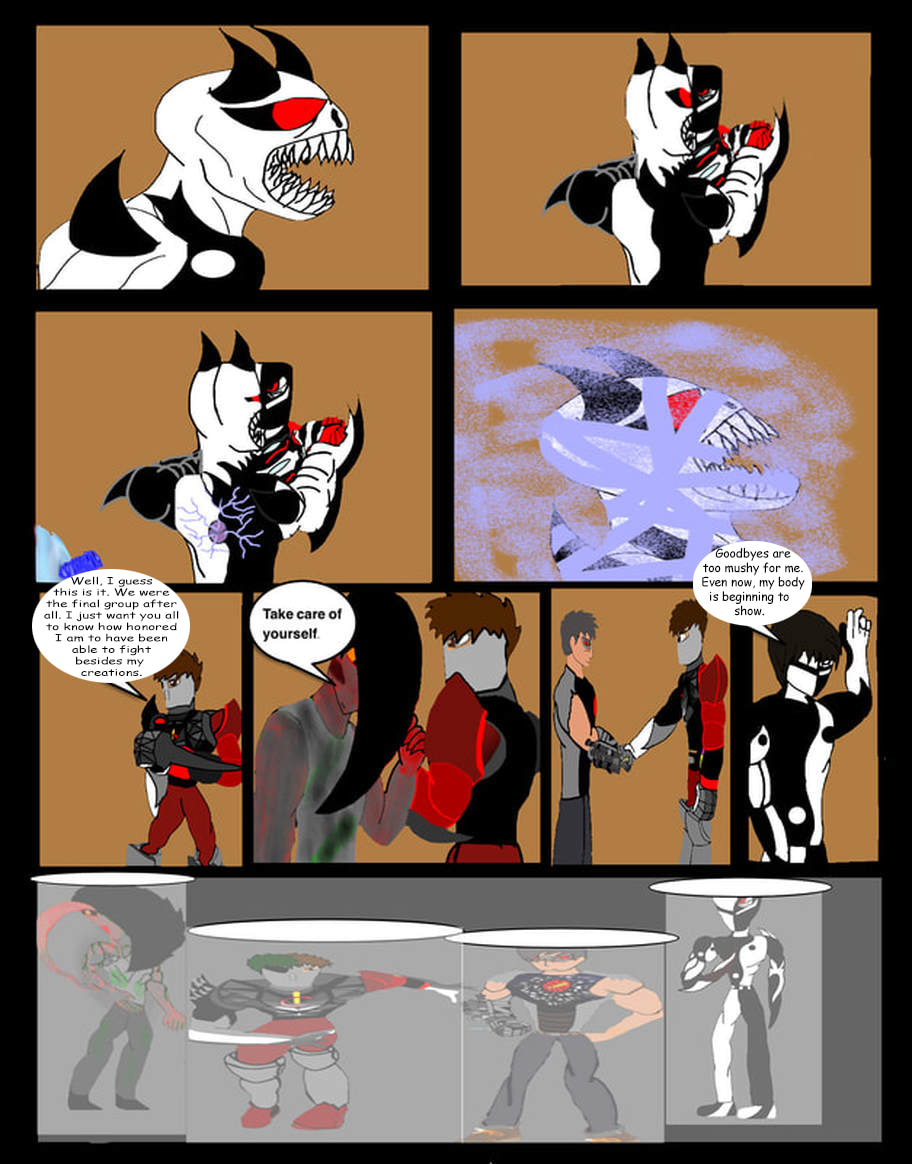 Well, I guess
this is it. We were
the final group after
all. I just want you all
to know how honored
I am to have been
able to fight
besides my
creations.
Take care of
yourself.
Goodbyes are
too mushy for me.
Even now, my body
is beginning to
show.